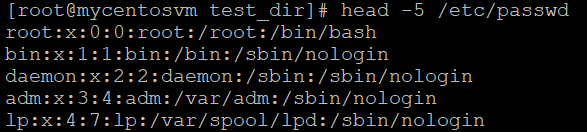 [root@mycentosvm test_dir]# head -5 /etc/passwd
root:x:0:0:root:/root:/bin/bash
bin:x:1:1:bin:/bin:/sbin/nologin
daemon:x:2:2:daemon:/sbin:/sbin/nologin
adm:x:3:4:adm:/var/adm:/sbin/nologin
lp:x:4:7:lp:/var/spool/lpd:/sbin/nologin